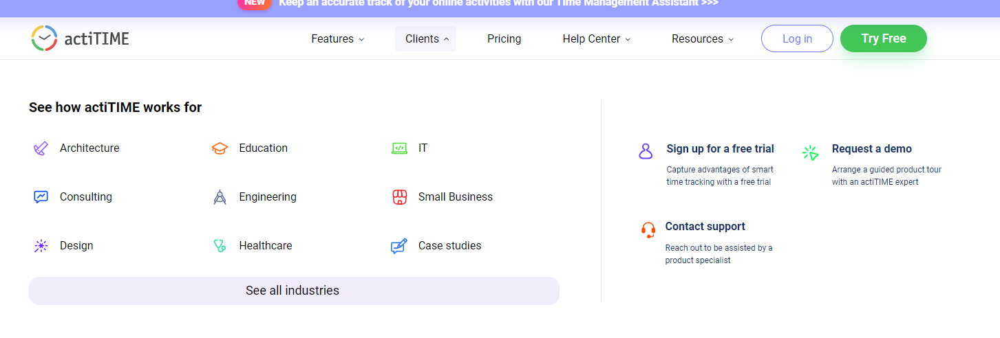 NEW Keep an accurate track of your online activities with our Time Management Assistant >>>
actiTIME Features Clients Pricing Help Center Resources Log in Try Free
See how actiTIME works for
Architecture Education IT
Consulting Engineering Small Business
Design Healthcare Case studies
See all industries
Sign up for a free trial
Capture advantages of smart
time tracking with a free trial
Request a demo
Arrange a guided product tour
with an actiTIME expert
Contact support
Reach out to be assisted by a
product specialist